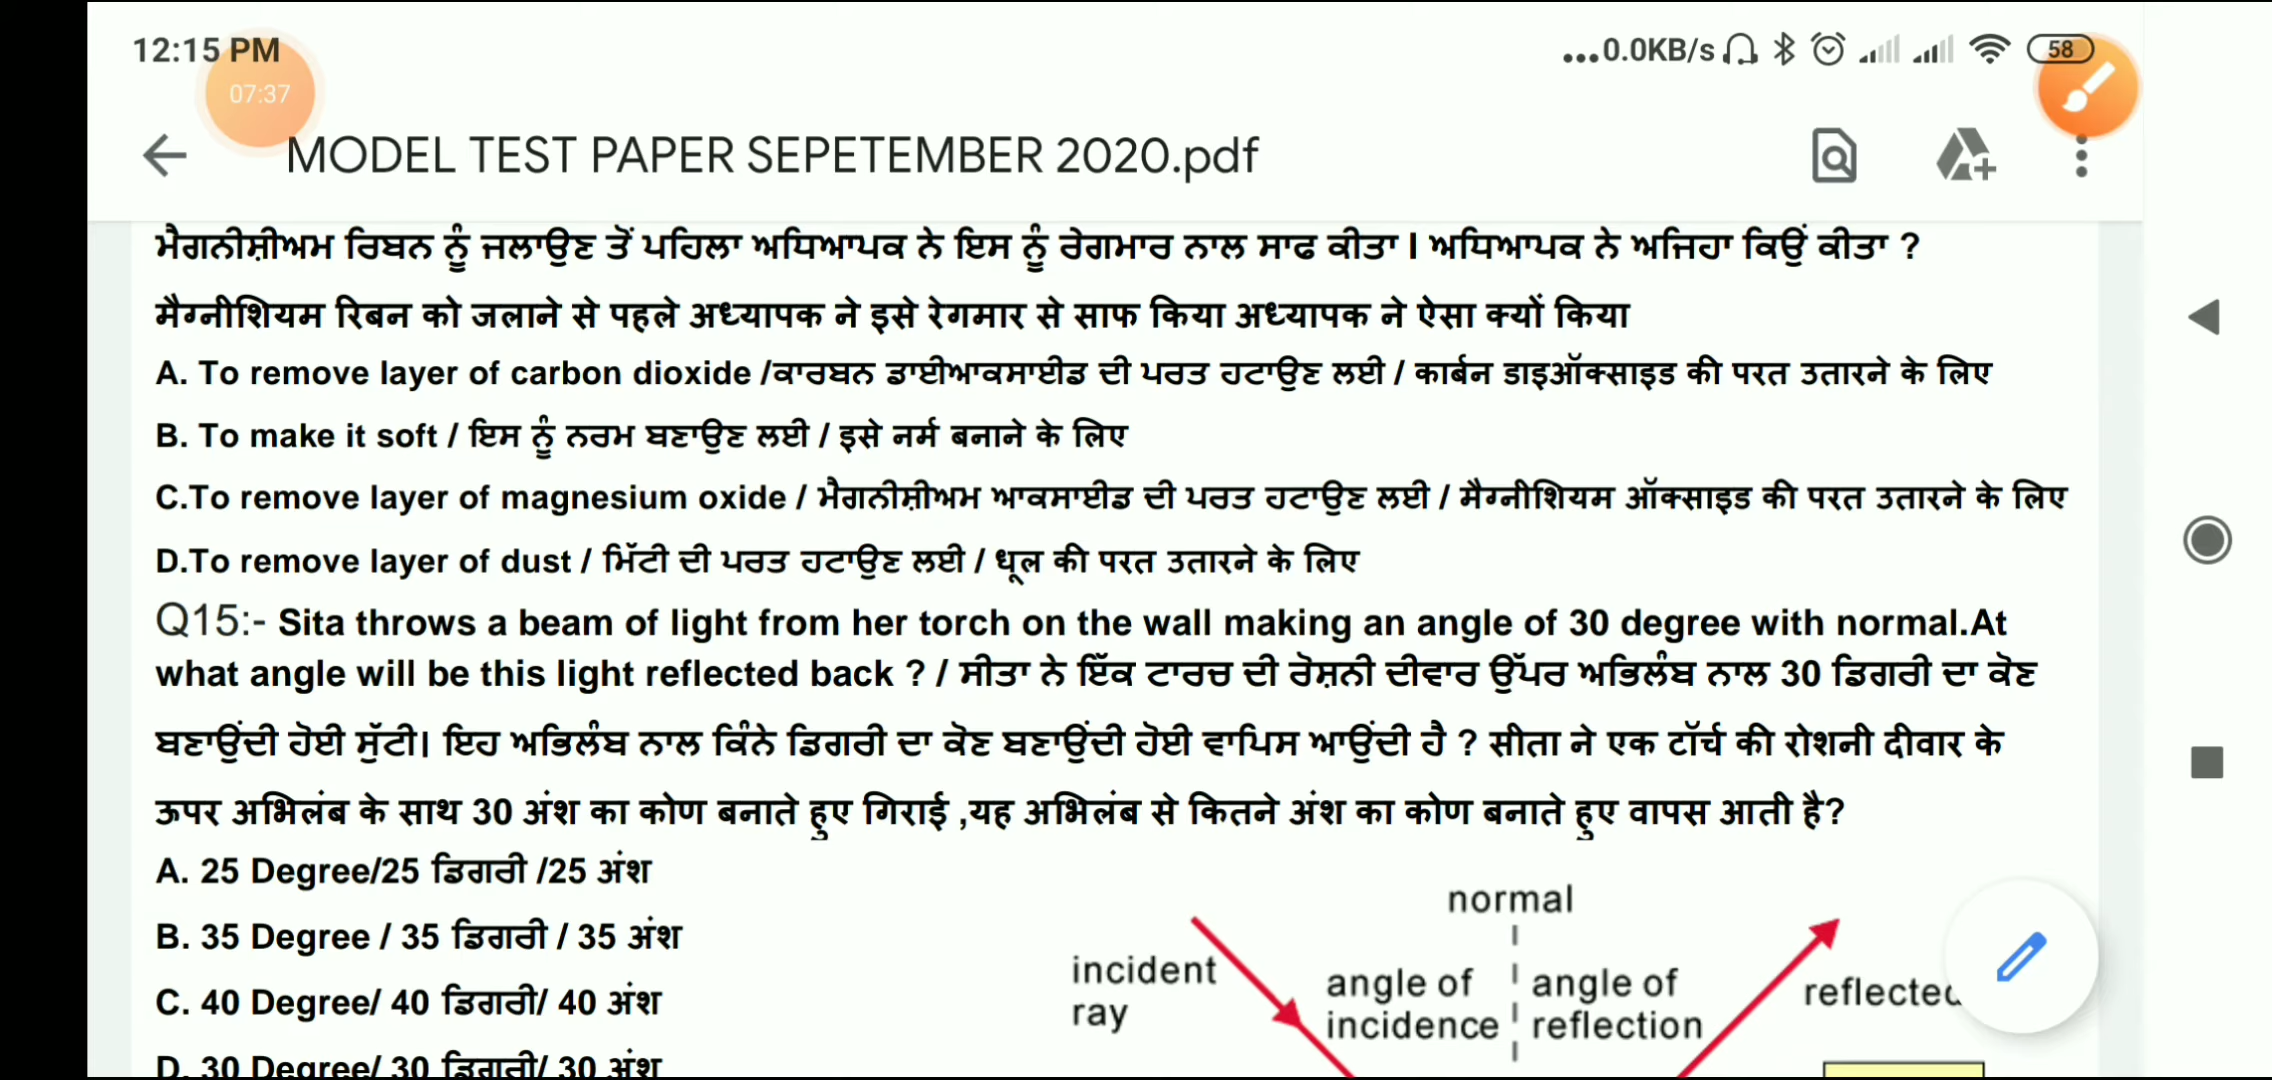 12:15 PM
...0.0KB/s
58
07:37
MODEL TEST PAPER SEPETEMBER 2020.pdf
ਮੈਗਨੀਸ਼ੀਅਮ ਰਿਬਨ ਨੂੰ ਜਲਾਉਣ ਤੋਂ ਪਹਿਲਾ ਅਧਿਆਪਕ ਨੇ ਇਸ ਨੂੰ ਰੇਗਮਾਰ ਨਾਲ ਸਾਫ ਕੀਤਾ । ਅਧਿਆਪਕ ਨੇ ਅਜਿਹਾ ਕਿਉਂ ਕੀਤਾ ?
मैग्नीशियम रिबन को जलाने से पहले अध्यापक ने इसे रेगमार से साफ किया अध्यापक ने ऐसा क्यों किया
A. To remove layer of carbon dioxide /ਕਾਰਬਨ ਡਾਈਆਕਸਾਈਡ ਦੀ ਪਰਤ ਹਟਾਉਣ ਲਈ / कार्बन डाइऑक्साइड की परत उतारने के लिए
B. To make it soft / ਇਸ ਨੂੰ ਨਰਮ ਬਣਾਉਣ ਲਈ / इसे नर्म बनाने के लिए
C.To remove layer of magnesium oxide / ਮੈਗਨੀਸ਼ੀਅਮ ਆਕਸਾਈਡ ਦੀ ਪਰਤ ਹਟਾਉਣ ਲਈ / मैग्नीशियम ऑक्साइड की परत उतारने के लिए
D.To remove layer of dust / ਮਿੱਟੀ ਦੀ ਪਰਤ ਹਟਾਉਣ ਲਈ / धूल की परत उतारने के लिए
Q15:- Sita throws a beam of light from her torch on the wall making an angle of 30 degree with normal.At
what angle will be this light reflected back ? / ਸੀਤਾ ਨੇ ਇੱਕ ਟਾਰਚ ਦੀ ਰੋਸ਼ਨੀ ਦੀਵਾਰ ਉੱਪਰ ਅਭਿਲੰਬ ਨਾਲ 30 ਡਿਗਰੀ ਦਾ ਕੋਣ
ਬਣਾਉਂਦੀ ਹੋਈ ਸੁੱਟੀ। ਇਹ ਅਭਿਲੰਬ ਨਾਲ ਕਿੰਨੇ ਡਿਗਰੀ ਦਾ ਕੋਣ ਬਣਾਉਂਦੀ ਹੋਈ ਵਾਪਿਸ ਆਉਂਦੀ ਹੈ ? सीता ने एक टॉर्च की रोशनी दीवार के
ऊपर अभिलंब के साथ 30 अंश का कोण बनाते हुए गिराई ,यह अभिलंब से कितने अंश का कोण बनाते हुए वापस आती है?
A. 25 Degree/25 ਡਿਗਰੀ /25 अंश
B. 35 Degree / 35 ਡਿਗਰੀ / 35 अंश
C. 40 Degree/ 40 ਡਿਗਰੀ/ 40 अंश
D. 30 Degree/ 30 ਡਿਗਰੀ/ 30 अंश
normal
incident
ray
angle of
incidence
angle of
reflection
reflected